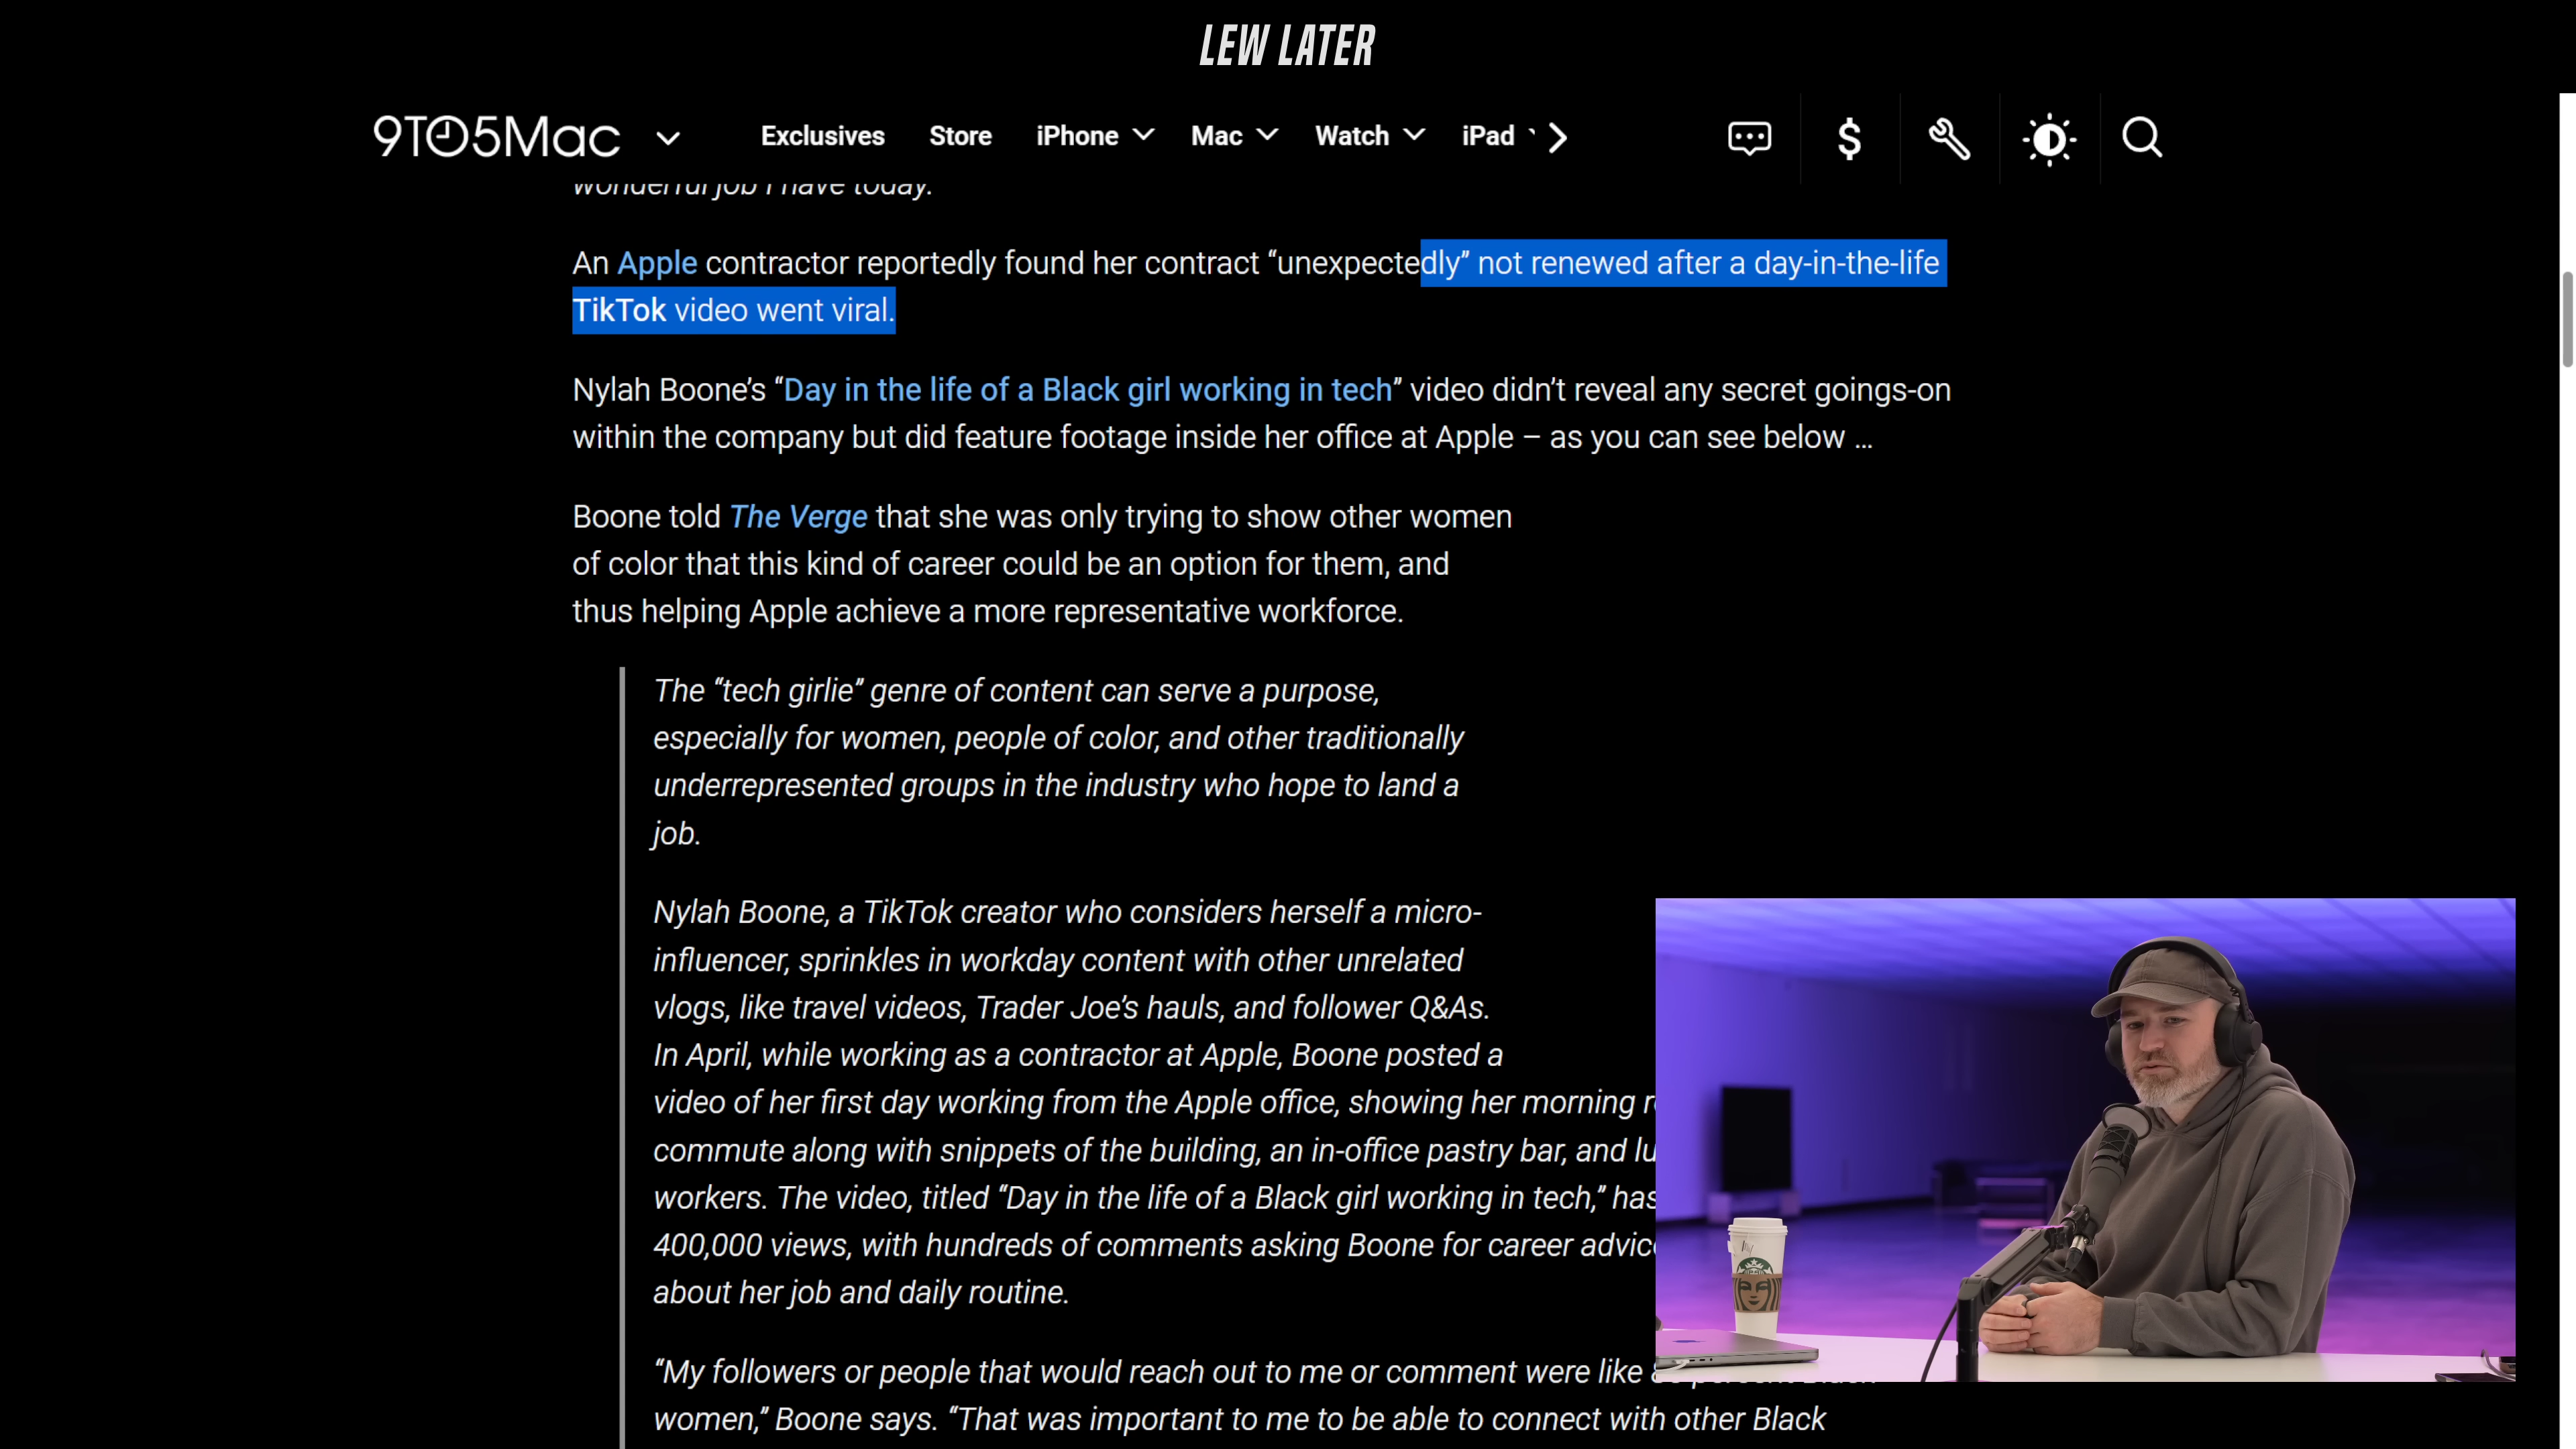 LEW LATER
9TO5Mac Exclusives Store iPhone Mac Watch iPad
wonderful job I have today.
An Apple contractor reportedly found her contract “unexpectedly” not renewed after a day-in-the-life
TikTok video went viral.
Nylah Boone’s “Day in the life of a Black girl working in tech” video didn’t reveal any secret goings-on
within the company but did feature footage inside her office at Apple – as you can see below ...
Boone told The Verge that she was only trying to show other women
of color that this kind of career could be an option for them, and
thus helping Apple achieve a more representative workforce.
The “tech girlie” genre of content can serve a purpose,
especially for women, people of color, and other traditionally
underrepresented groups in the industry who hope to land a
job.
Nylah Boone, a TikTok creator who considers herself a micro-
influencer, sprinkles in workday content with other unrelated
vlogs, like travel videos, Trader Joe’s hauls, and follower Q&As.
In April, while working as a contractor at Apple, Boone posted a
video of her first day working from the Apple office, showing her morning
commute along with snippets of the building, an in-office pastry bar, and
workers. The video, titled “Day in the life of a Black girl working in tech,” has
400,000 views, with hundreds of comments asking Boone for career
about her job and daily routine.
“My followers or people that would reach out to me or comment were like
women,” Boone says. “That was important to me to be able to connect with other Black